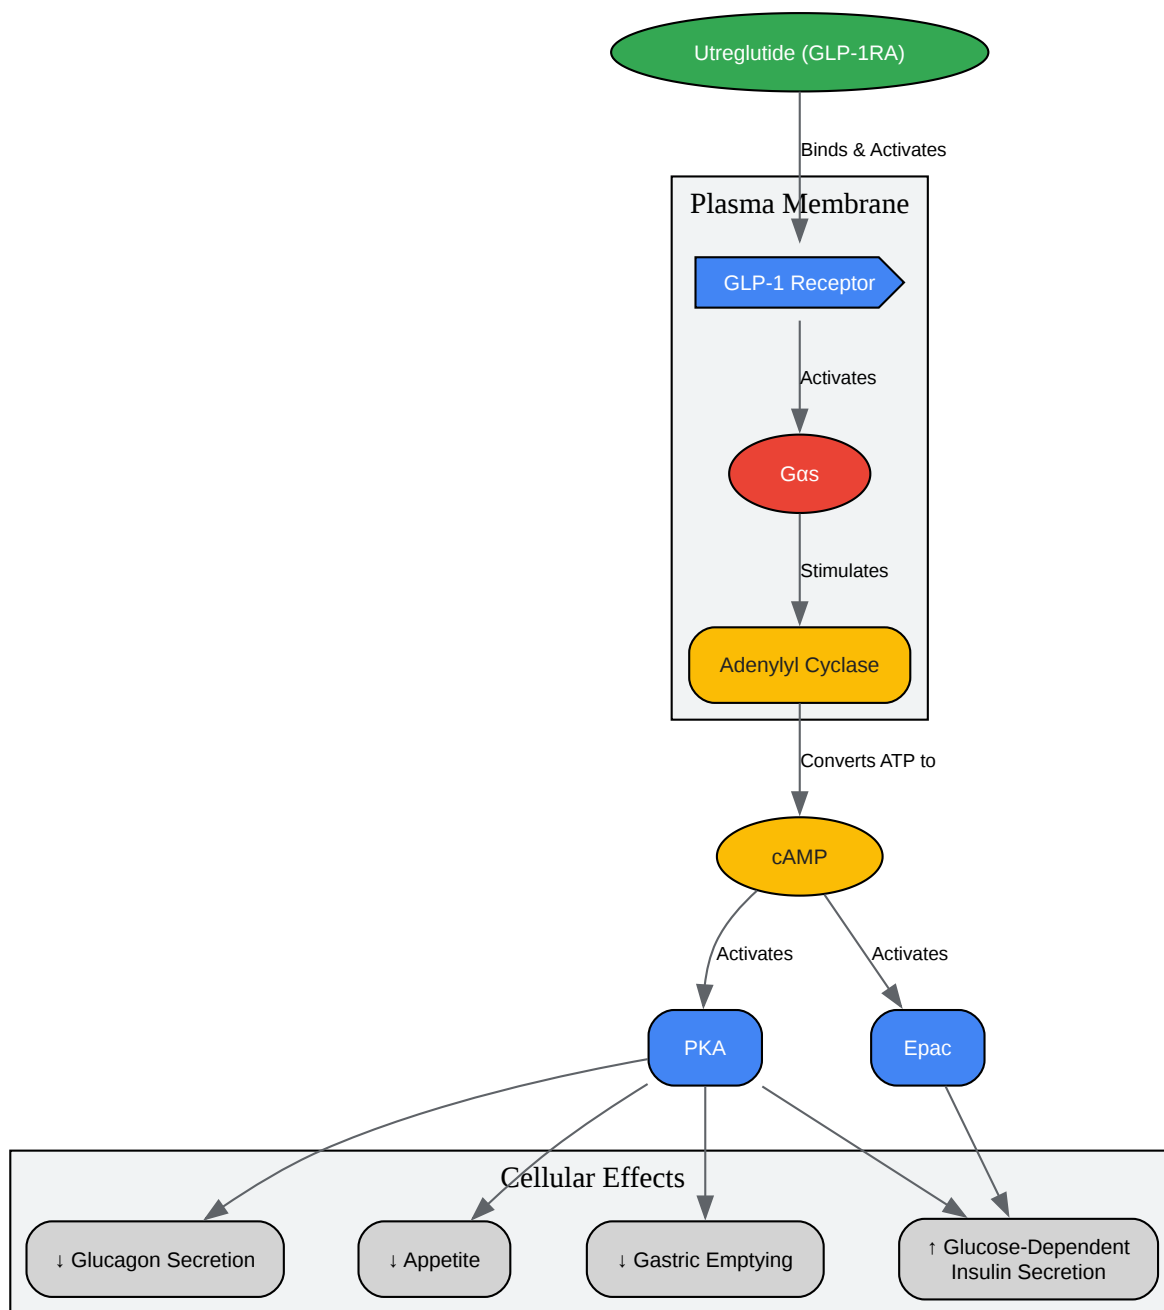 Utreglutide (GLP-1RA)
Binds & Activates
Plasma Membrane
GLP-1 Receptor
Activates
Gαs
Stimulates
Adenylyl Cyclase
Converts ATP to
cAMP
Activates
Activates
PKA
Epac
Cellular Effects
↓ Glucagon Secretion
↓ Appetite
↓ Gastric Emptying
↑ Glucose-Dependent
Insulin Secretion